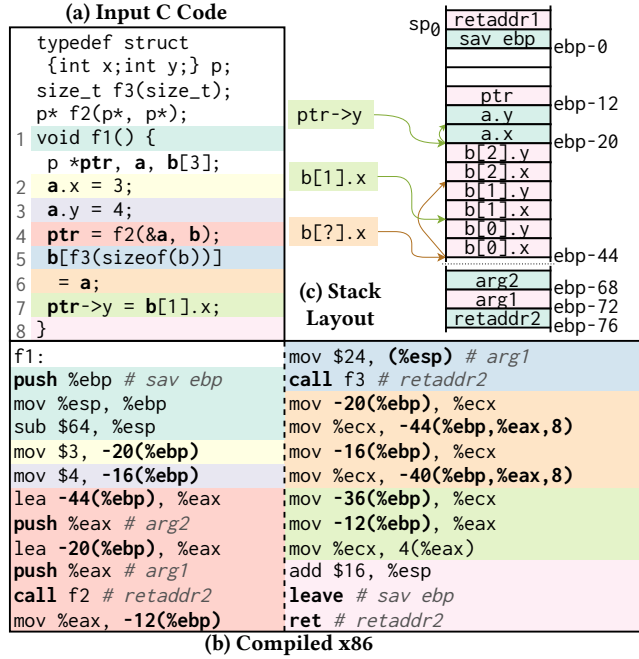 (a) Input C Code
typedef struct
{int x;int y;} p;
size_t f3(size_t);
p* f2(p*, p*);
1 void f1() {
p *ptr, a, b[3];
2 a.x = 3;
3 a.y = 4;
4 ptr = f2(&a, b);
5 b[f3(sizeof(b))]
6 = a;
7 ptr->y = b[1].x;
8 }
sp0
retaddr1
sav ebp
ebp-0
ptr
ebp-12
a.y
a.x
ebp-20
b[2].y
b[2].x
b[1].y
b[1].x
b[0].y
b[0].x
ebp-44
arg2
ebp-68
arg1
ebp-72
retaddr2
ebp-76
ptr->y
b[1].x
b[?].x
(c) Stack
Layout
f1:
push %ebp # sav ebp
mov %esp, %ebp
sub $64, %esp
mov $3, -20(%ebp)
mov $4, -16(%ebp)
lea -44(%ebp), %eax
push %eax # arg2
lea -20(%ebp), %eax
push %eax # arg1
call f2 # retaddr2
mov %eax, -12(%ebp)
mov $24, (%esp) # arg1
call f3 # retaddr2
mov -20(%ebp), %ecx
mov %ecx, -44(%ebp,%eax,8)
mov -16(%ebp), %ecx
mov %ecx, -40(%ebp,%eax,8)
mov -36(%ebp), %ecx
mov -12(%ebp), %eax
mov %ecx, 4(%eax)
add $16, %esp
leave # sav ebp
ret # retaddr2
(b) Compiled x86